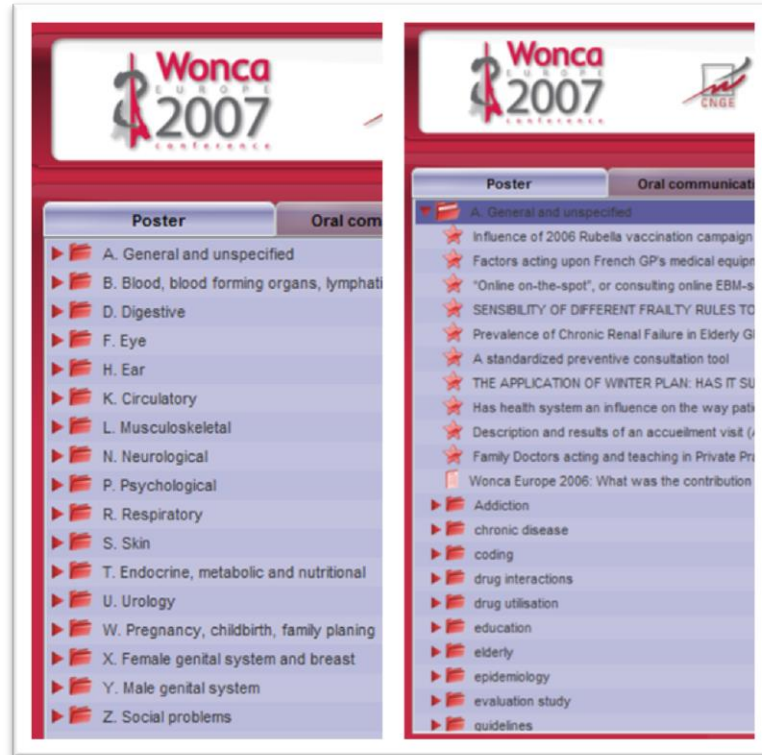 Wonca
EUROPE
2007
conference
Poster
Oral com
A. General and unspecified
B. Blood, blood forming organs, lymphati
D. Digestive
F. Eye
H. Ear
K. Circulatory
L. Musculoskeletal
N. Neurological
P. Psychological
R. Respiratory
S. Skin
T. Endocrine, metabolic and nutritional
U. Urology
W. Pregnancy, childbirth, family planing
X. Female genital system and breast
Y. Male genital system
Z. Social problems
Wonca
EUROPE
2007
conference
CNGE
Poster
Oral communicati
A. General and unspecified
Influence of 2006 Rubella vaccination campaign
Factors acting upon French GP's medical equipm
"Online on-the-spot", or consulting online EBM-s
SENSIBILITY OF DIFFERENT FRAILTY RULES TO
Prevalence of Chronic Renal Failure in Elderly Gl
A standardized preventive consultation tool
THE APPLICATION OF WINTER PLAN: HAS IT SU
Has health system an influence on the way patie
Description and results of an accueilment visit (A
Family Doctors acting and teaching in Private Pra
Wonca Europe 2006: What was the contribution
Addiction
chronic disease
coding
drug interactions
drug utilisation
education
elderly
epidemiology
evaluation study
guidelines